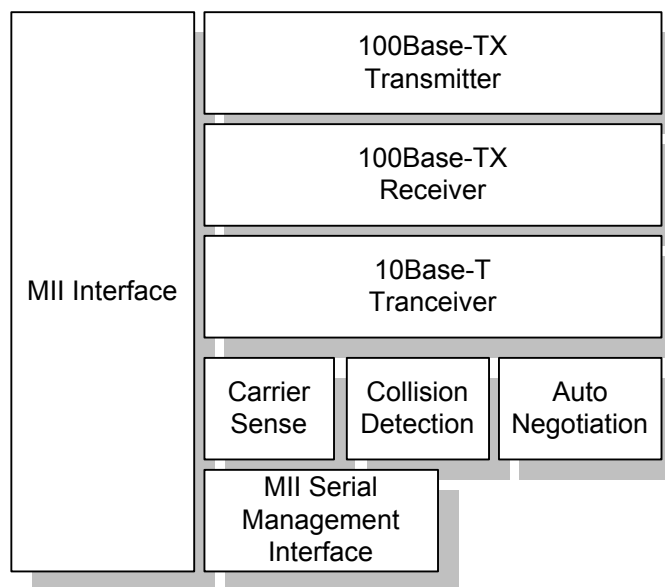 100Base-TX
Transmitter
100Base-TX
Receiver
MII Interface
10Base-T
Tranceiver
Carrier
Sense
Collision
Detection
Auto
Negotiation
MII Serial
Management
Interface